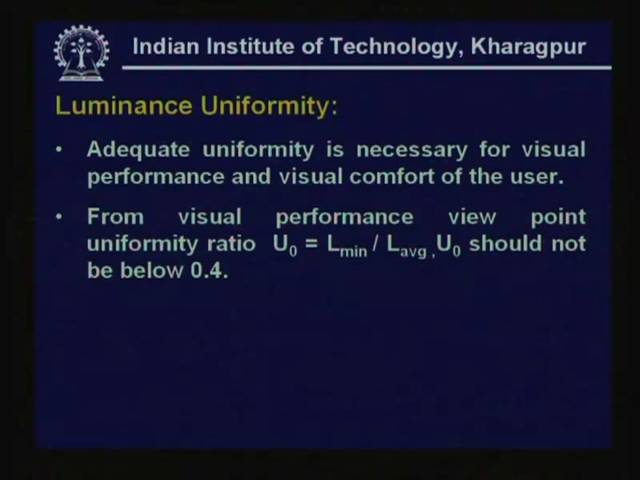 Indian Institute of Technology, Kharagpur
Luminance Uniformity:
• Adequate uniformity is necessary for visual
performance and visual comfort of the user.
• From visual performance view point
uniformity ratio U₀ = Lmin / Lavg , U₀ should not
be below 0.4.